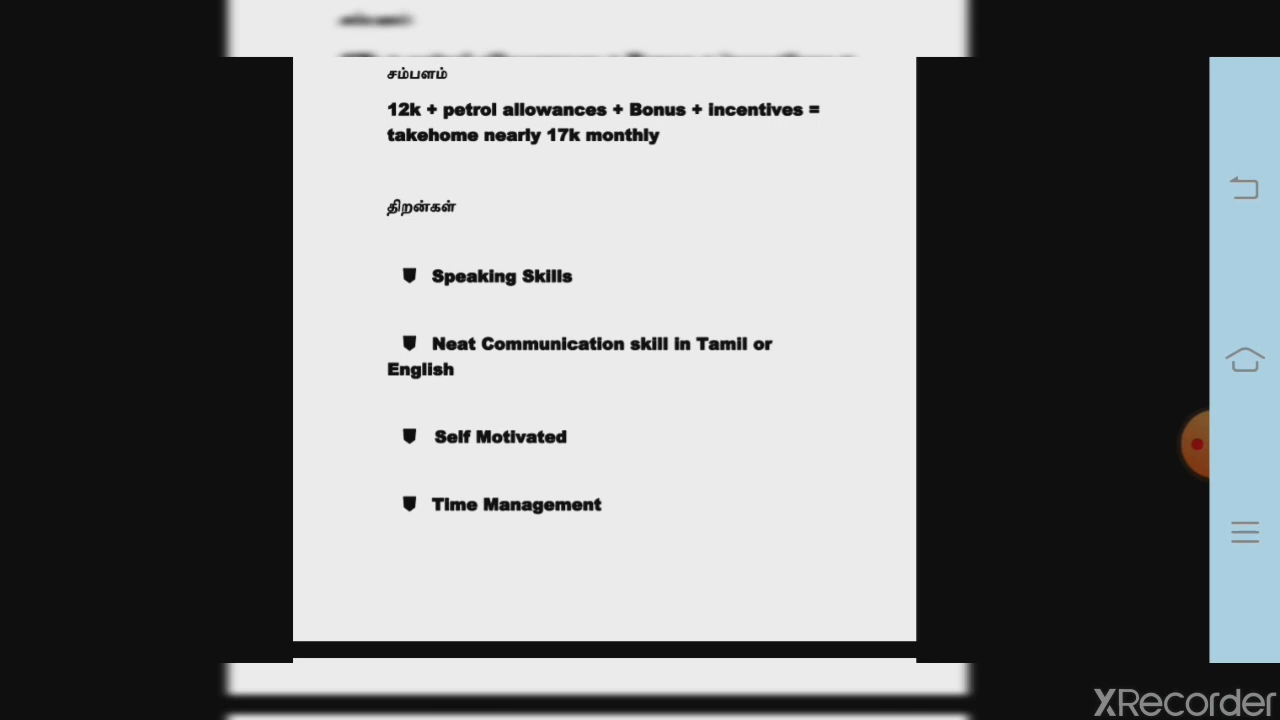 சம்பளம்
12k + petrol allowances + Bonus + incentives =
takehome nearly 17k monthly
திறன்கள்
Speaking Skills
Neat Communication skill in Tamil or
English
Self Motivated
Time Management
XRecorder